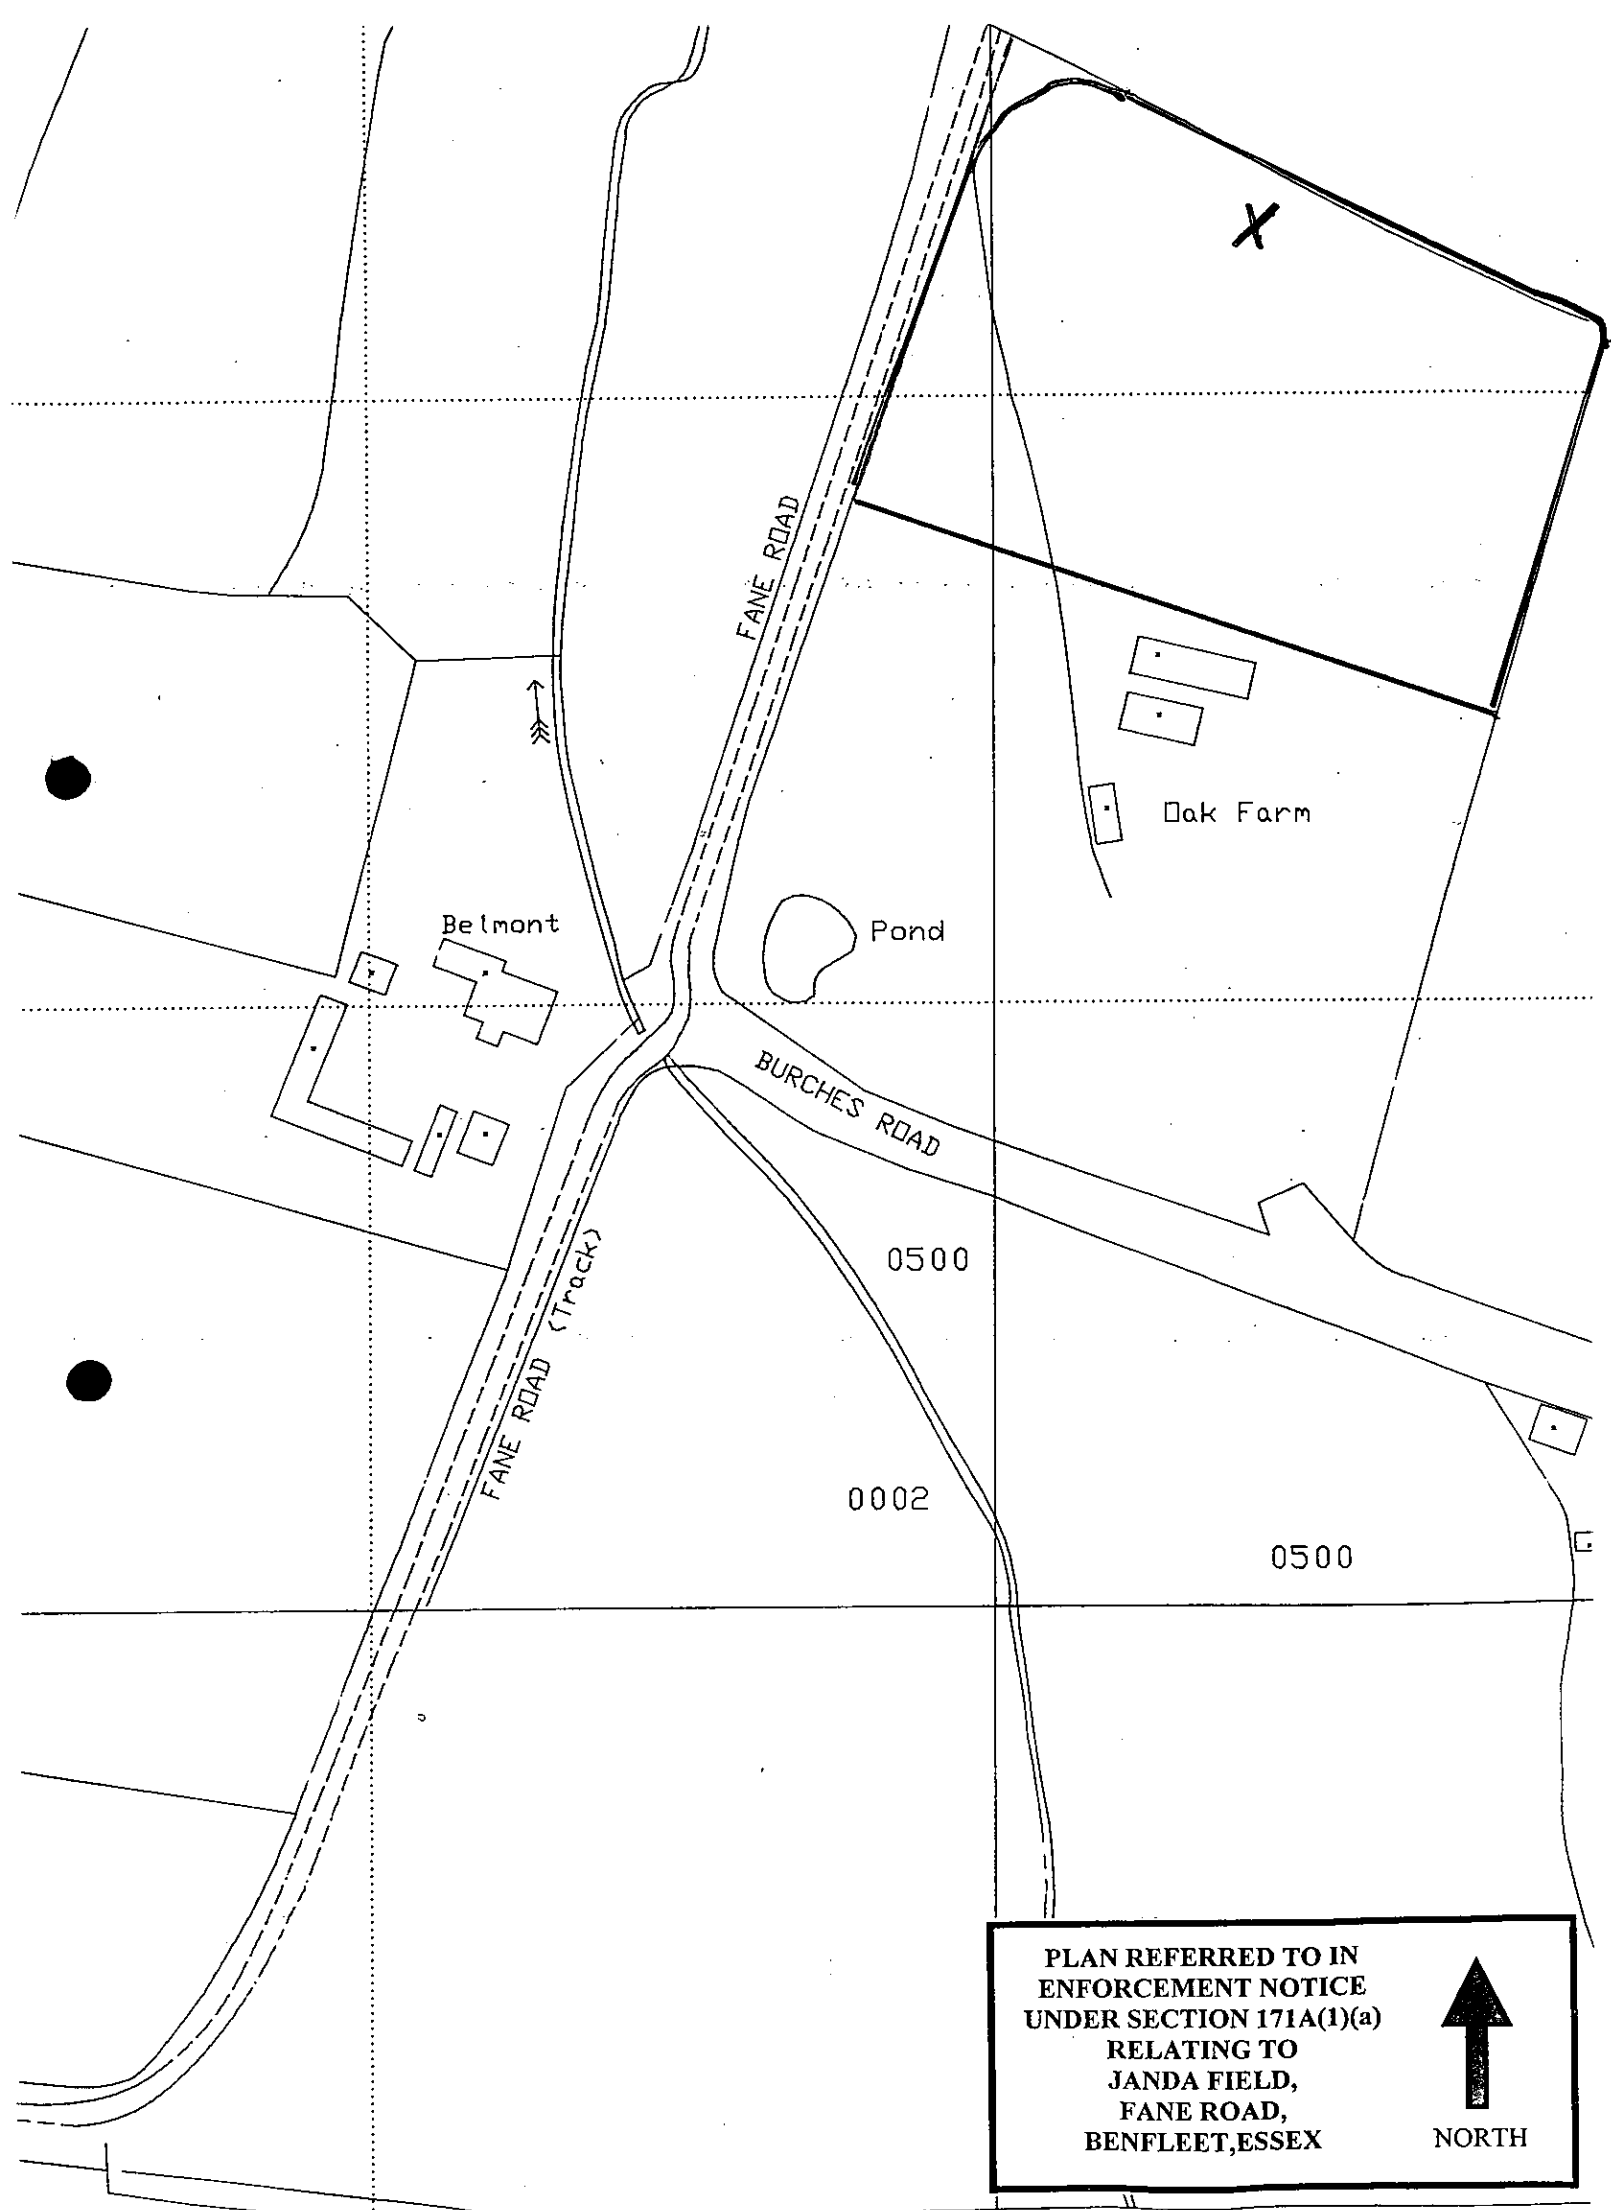 X
FANE ROAD
Oak Farm
Belmont
Pond
BURCHES ROAD
0500
FANE ROAD (Track)
0002
0500
PLAN REFERRED TO IN
ENFORCEMENT NOTICE
UNDER SECTION 171A(1)(a)
RELATING TO
JANDA FIELD,
FANE ROAD,
BENFLEET,ESSEX
NORTH